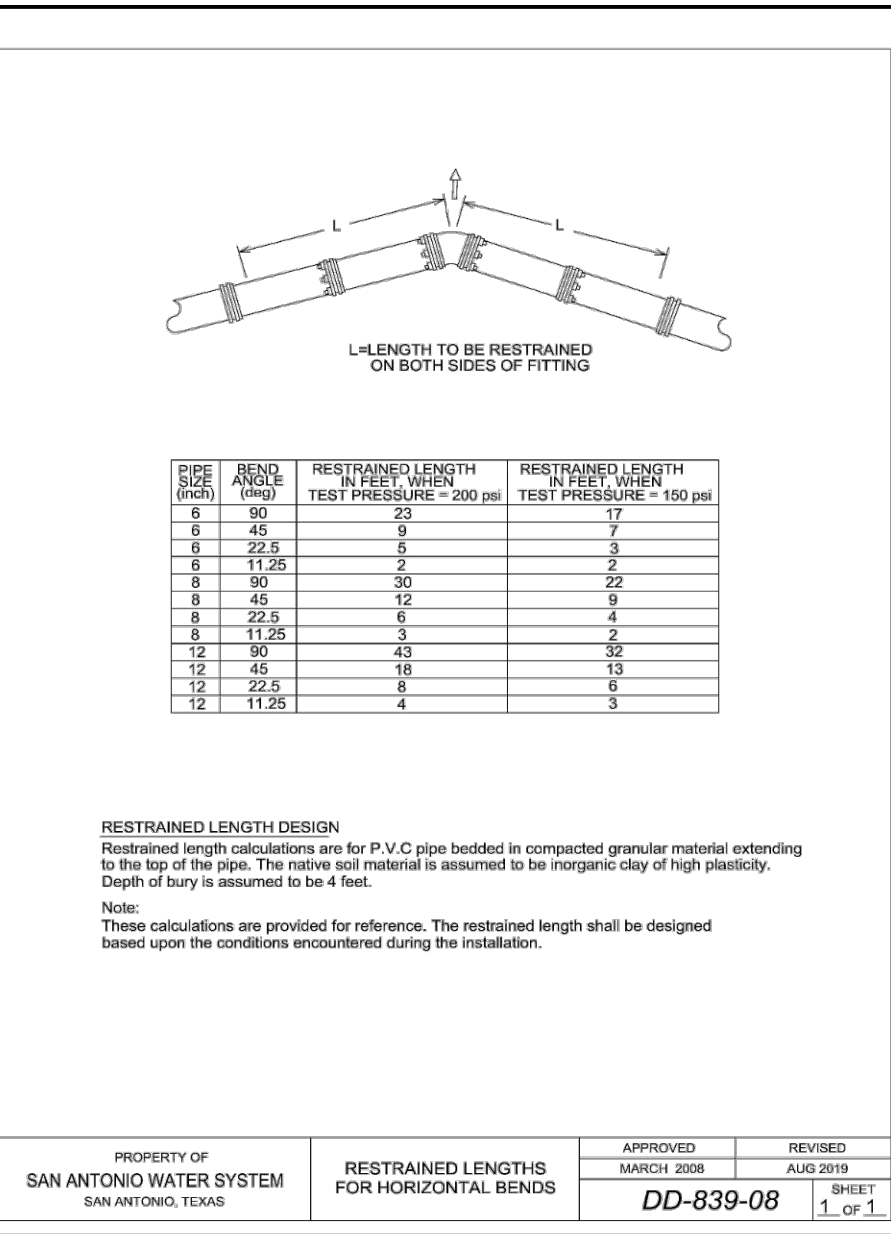 L
L
L=LENGTH TO BE RESTRAINED
ON BOTH SIDES OF FITTING
PIPE SIZE (inch) BEND ANGLE (deg) RESTRAINED LENGTH IN FEET, WHEN TEST PRESSURE = 200 psi RESTRAINED LENGTH IN FEET, WHEN TEST PRESSURE = 150 psi
6 90 23 17
6 45 9 7
6 22.5 5 3
6 11.25 2 2
8 90 30 22
8 45 12 9
8 22.5 6 4
8 11.25 3 2
12 90 43 32
12 45 18 13
12 22.5 8 6
12 11.25 4 3
RESTRAINED LENGTH DESIGN
Restrained length calculations are for P.V.C pipe bedded in compacted granular material extending
to the top of the pipe. The native soil material is assumed to be inorganic clay of high plasticity.
Depth of bury is assumed to be 4 feet.
Note:
These calculations are provided for reference. The restrained length shall be designed
based upon the conditions encountered during the installation.
PROPERTY OF
SAN ANTONIO WATER SYSTEM
SAN ANTONIO, TEXAS
RESTRAINED LENGTHS
FOR HORIZONTAL BENDS
APPROVED REVISED
MARCH 2008 AUG 2019
DD-839-08
SHEET
1 OF 1